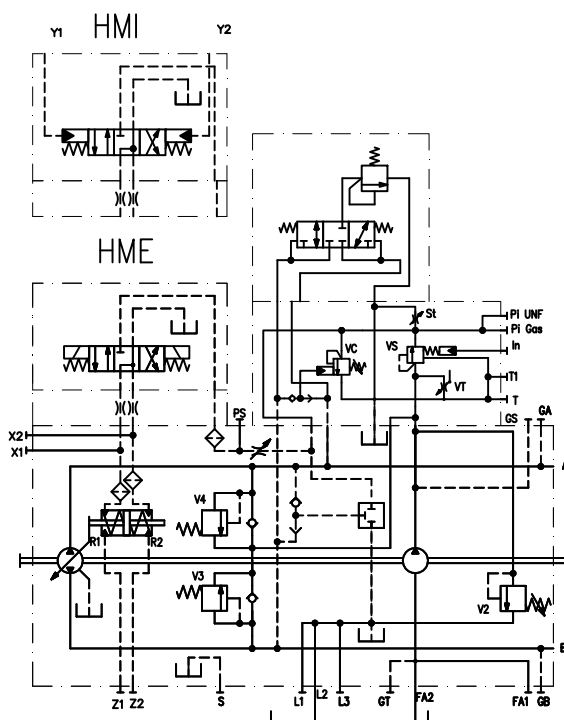 Y1 HMI Y2
HME
St
Pi UNF
Pi Gas
VC VS In
VT T1
T
PS GS GA
X2
X1
A
V4
R1 R2
V3 V2
B
Z1 Z2 S L1 L2 L3 GT FA2 FA1 GB